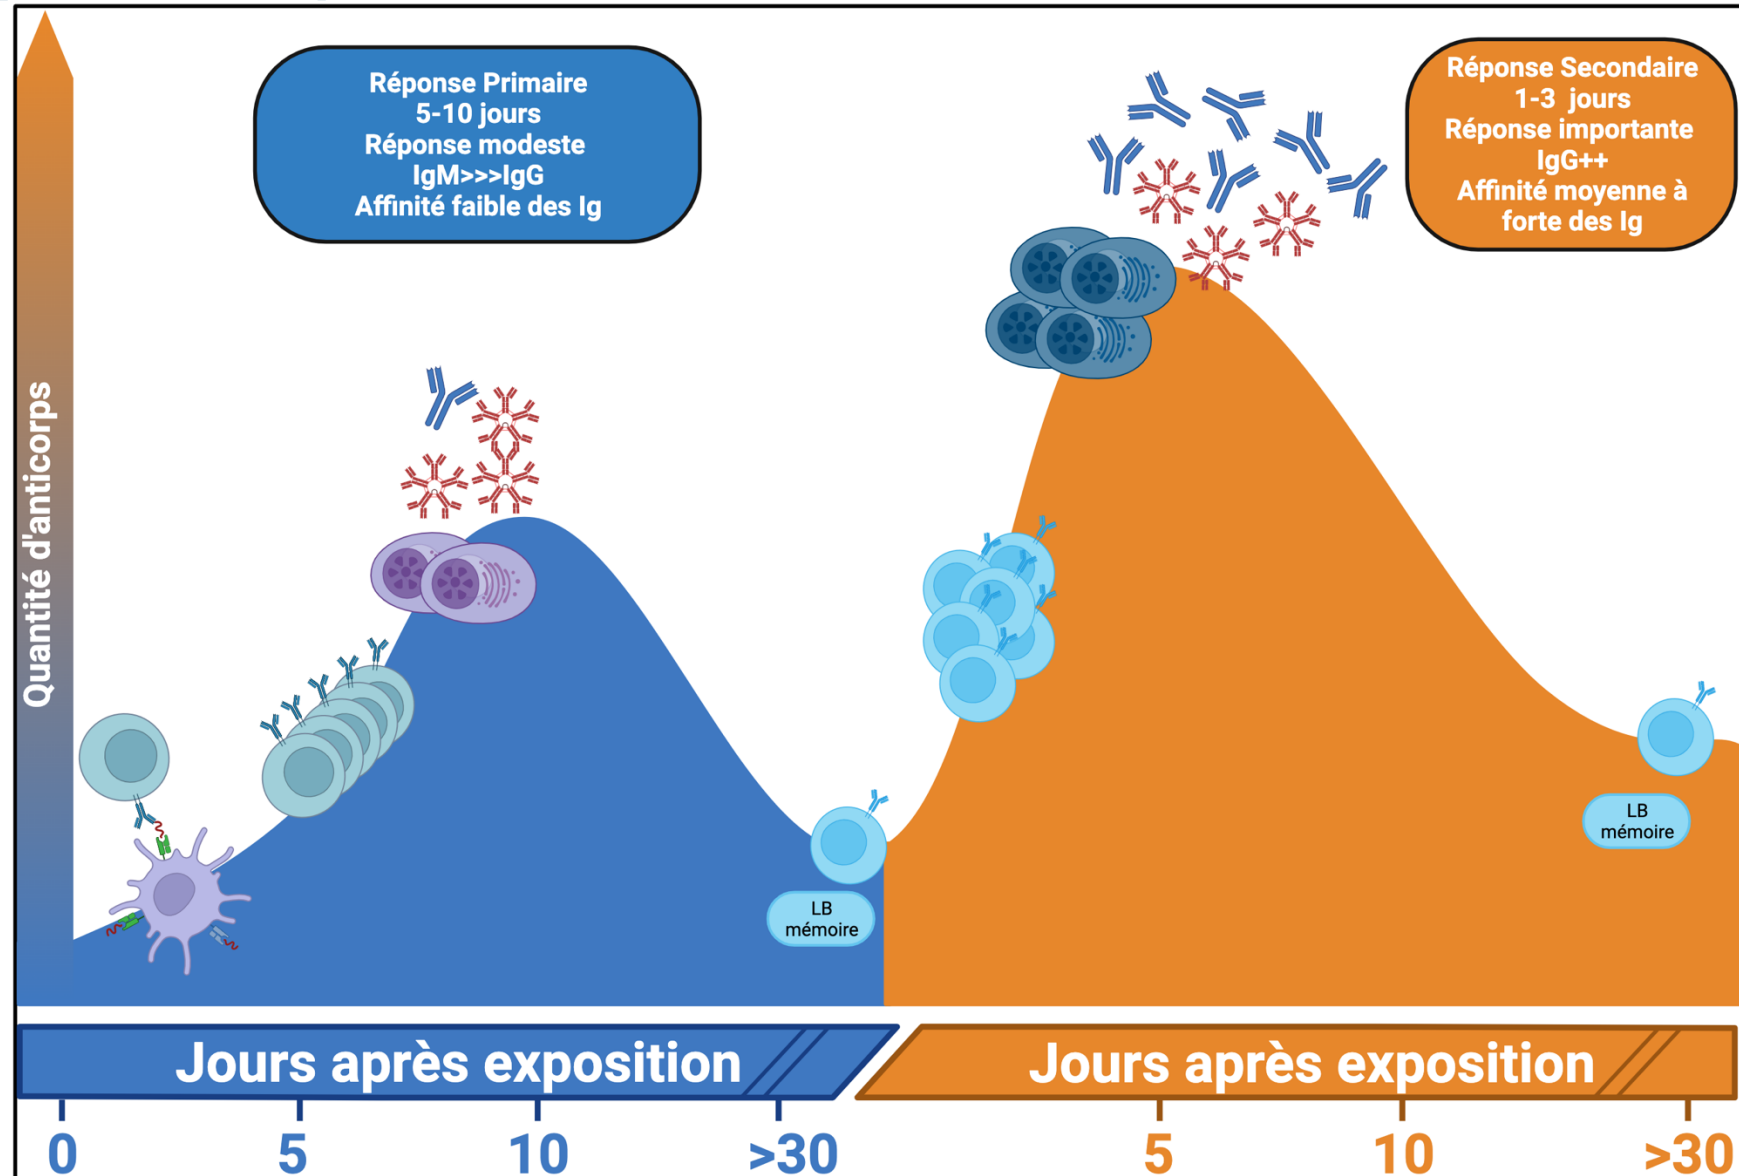 Réponse Primaire
5-10 jours
Réponse modeste
IgM>>>IgG
Affinité faible des Ig
Réponse Secondaire
1-3 jours
Réponse importante
IgG++
Affinité moyenne à
forte des Ig
Quantité d'anticorps
LB
mémoire
LB
mémoire
Jours après exposition
Jours après exposition
0 5 10 >30 5 10 >30